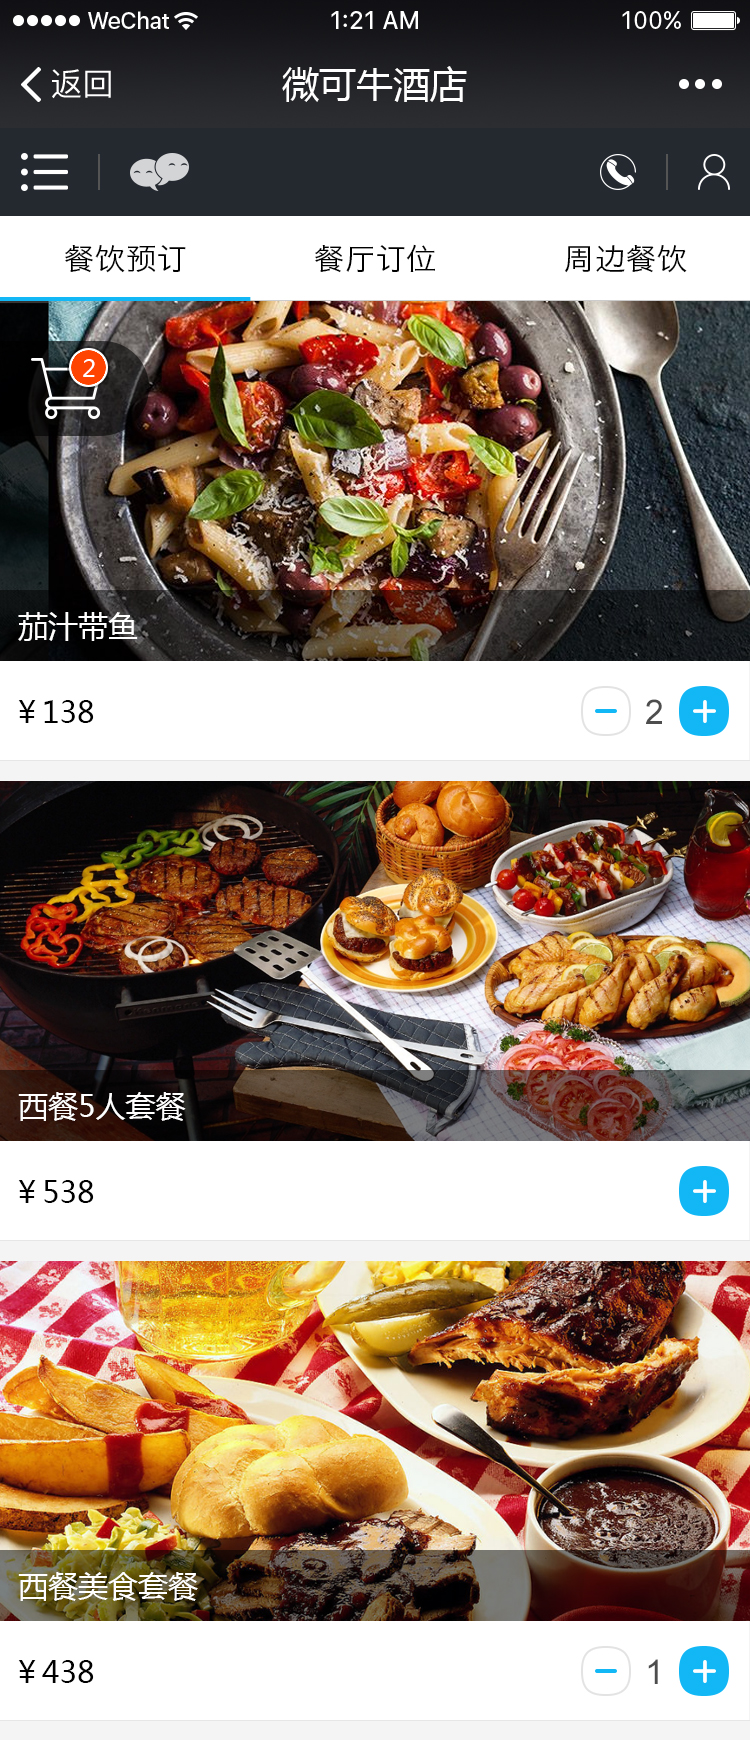 WeChat 1:21 AM 100%
返回 微可牛酒店
餐饮预订 餐厅订位 周边餐饮
2
茄汁带鱼
¥138 2
西餐5人套餐
¥538
西餐美食套餐
¥438 1